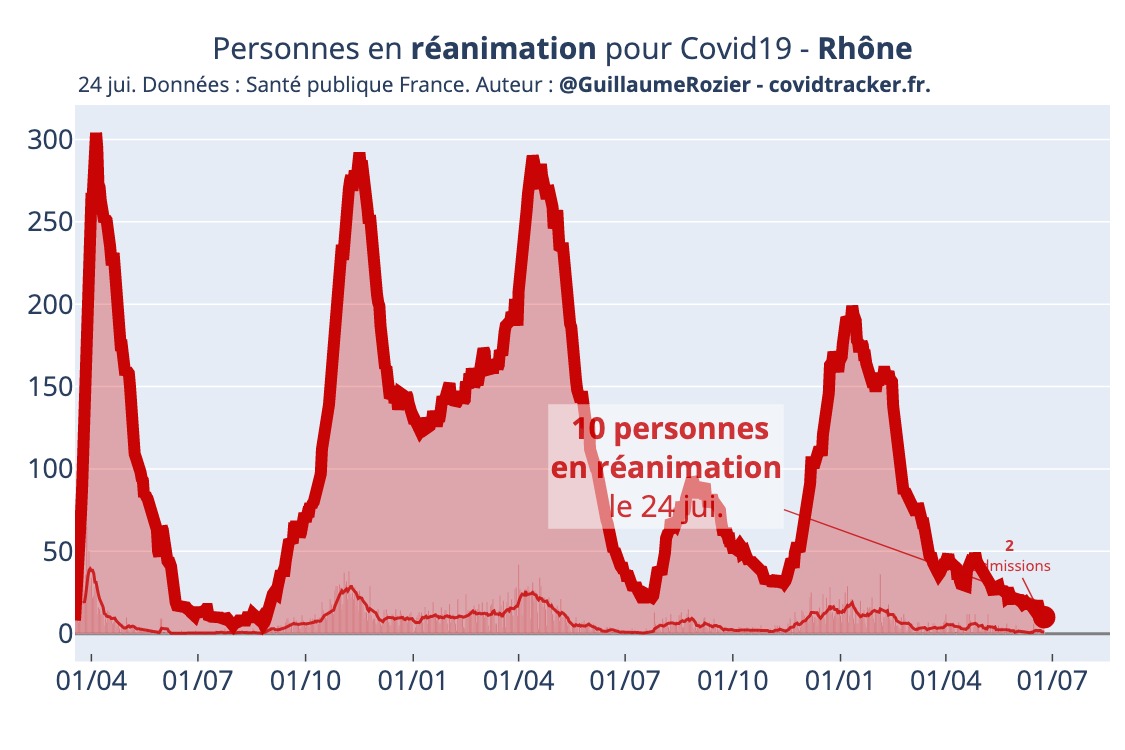 Personnes en réanimation pour Covid19 - Rhône
24 jui. Données : Santé publique France. Auteur : @GuillaumeRozier - covidtracker.fr.
300
250
200
150
100
50
0
10 personnes
en réanimation
le 24 jui.
2
dmissions
01/04 01/07 01/10 01/01 01/04 01/07 01/10 01/01 01/04 01/07